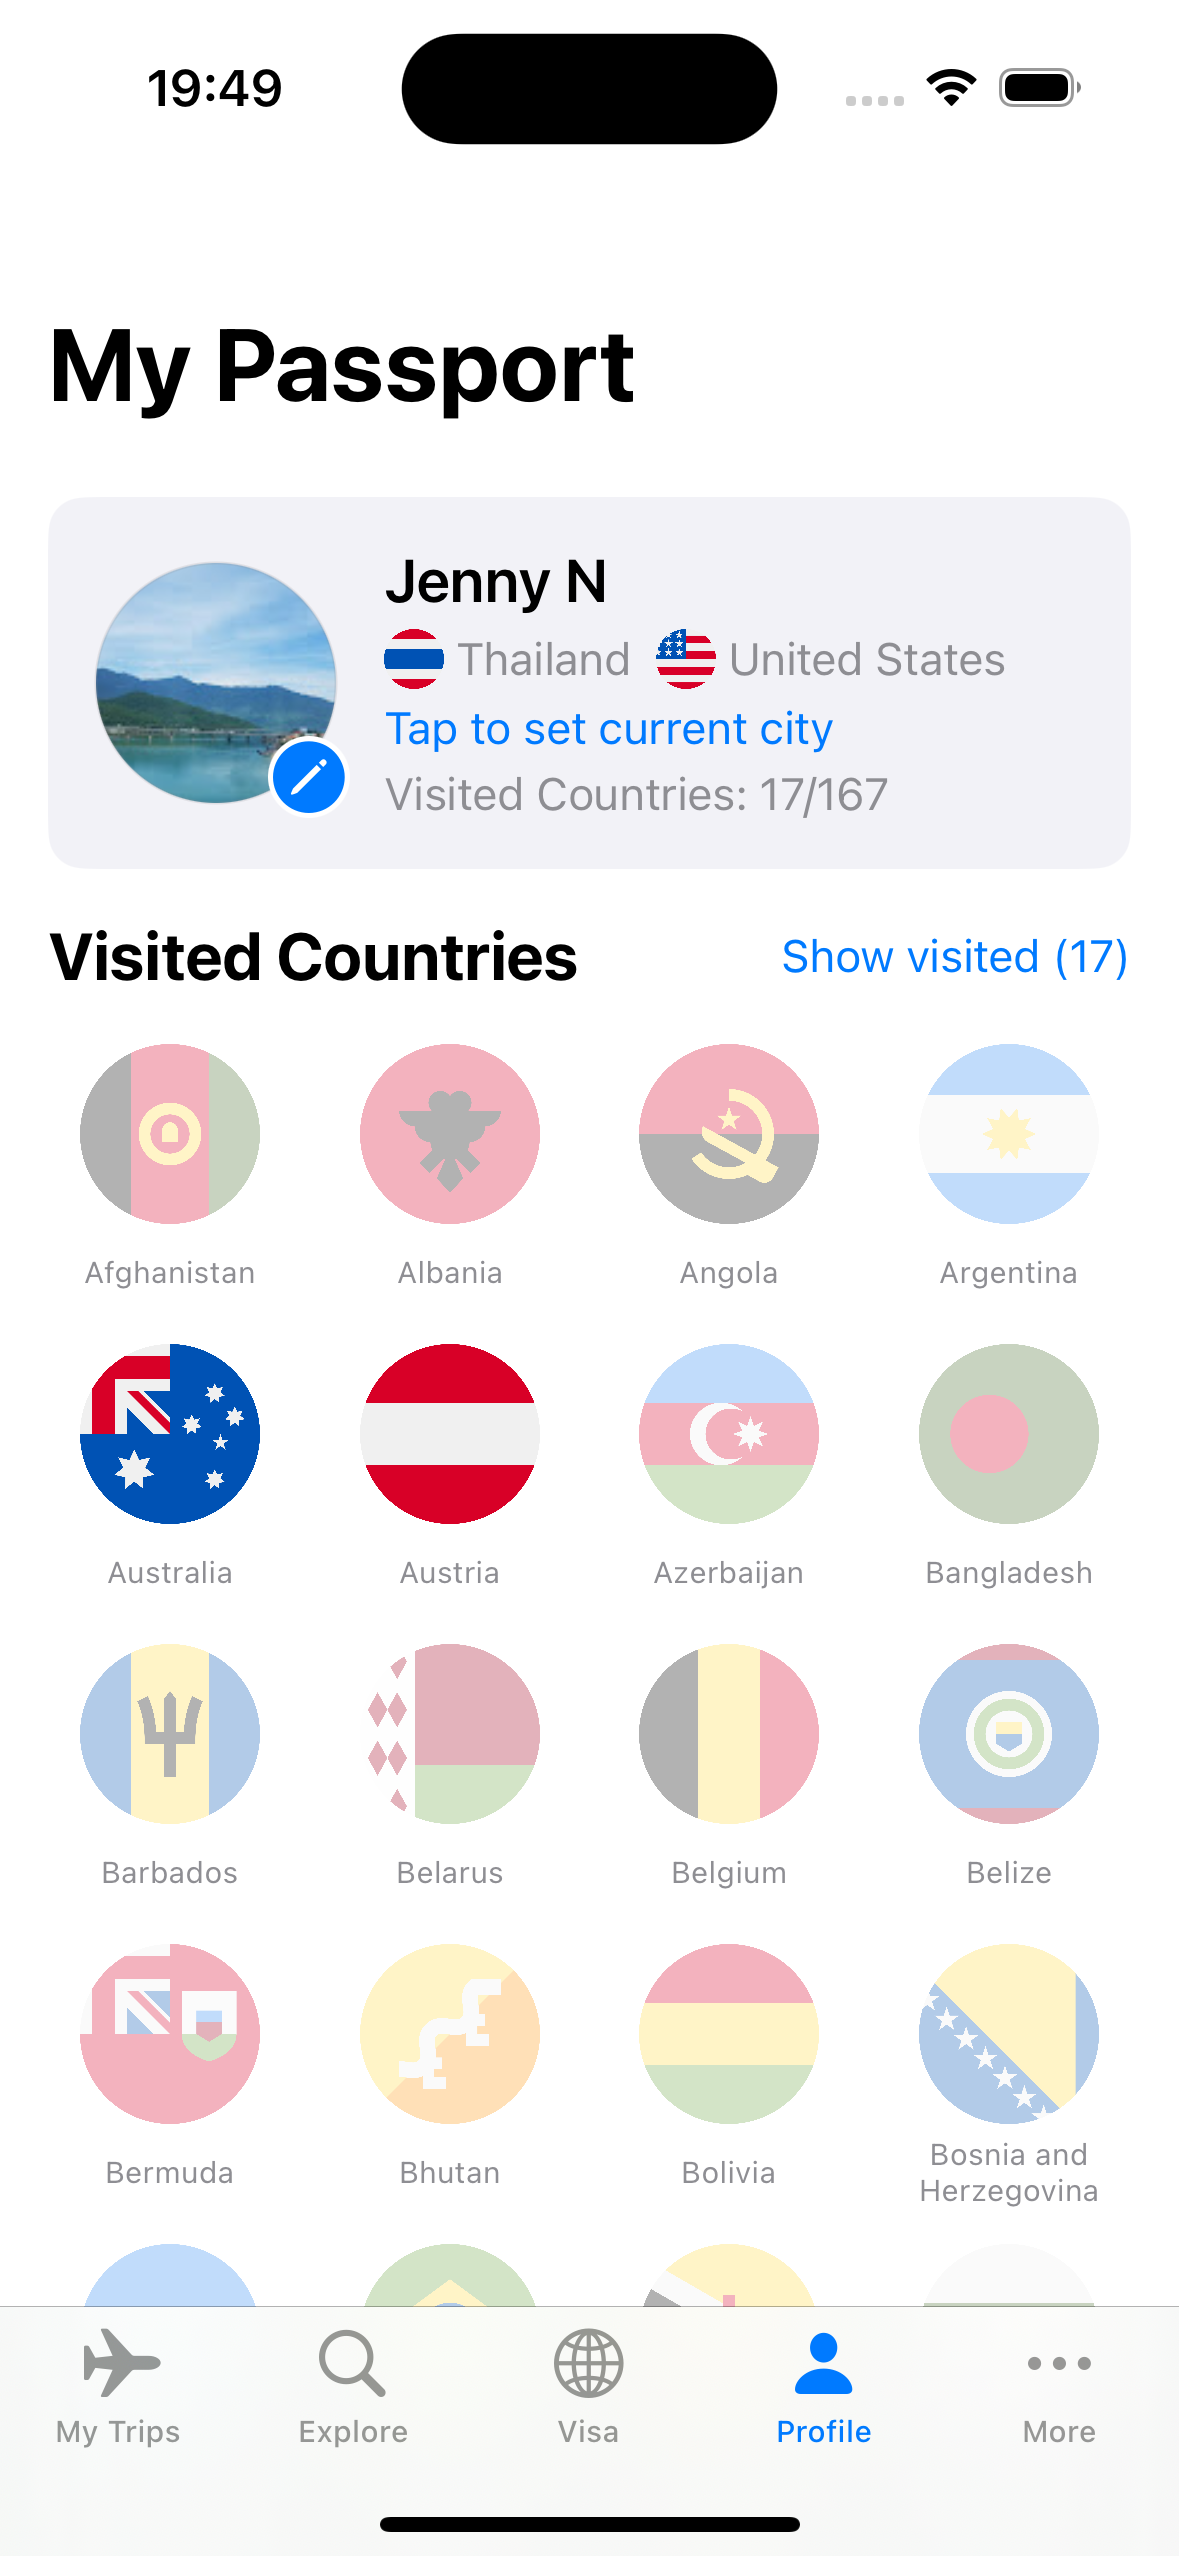 19:49
My Passport
Jenny N
Thailand United States
Tap to set current city
Visited Countries: 17/167
Visited Countries
Show visited (17)
Afghanistan
Albania
Angola
Argentina
Australia
Austria
Azerbaijan
Bangladesh
Barbados
Belarus
Belgium
Belize
Bermuda
Bhutan
Bolivia
Bosnia and
Herzegovina
My Trips
Explore
Visa
Profile
More